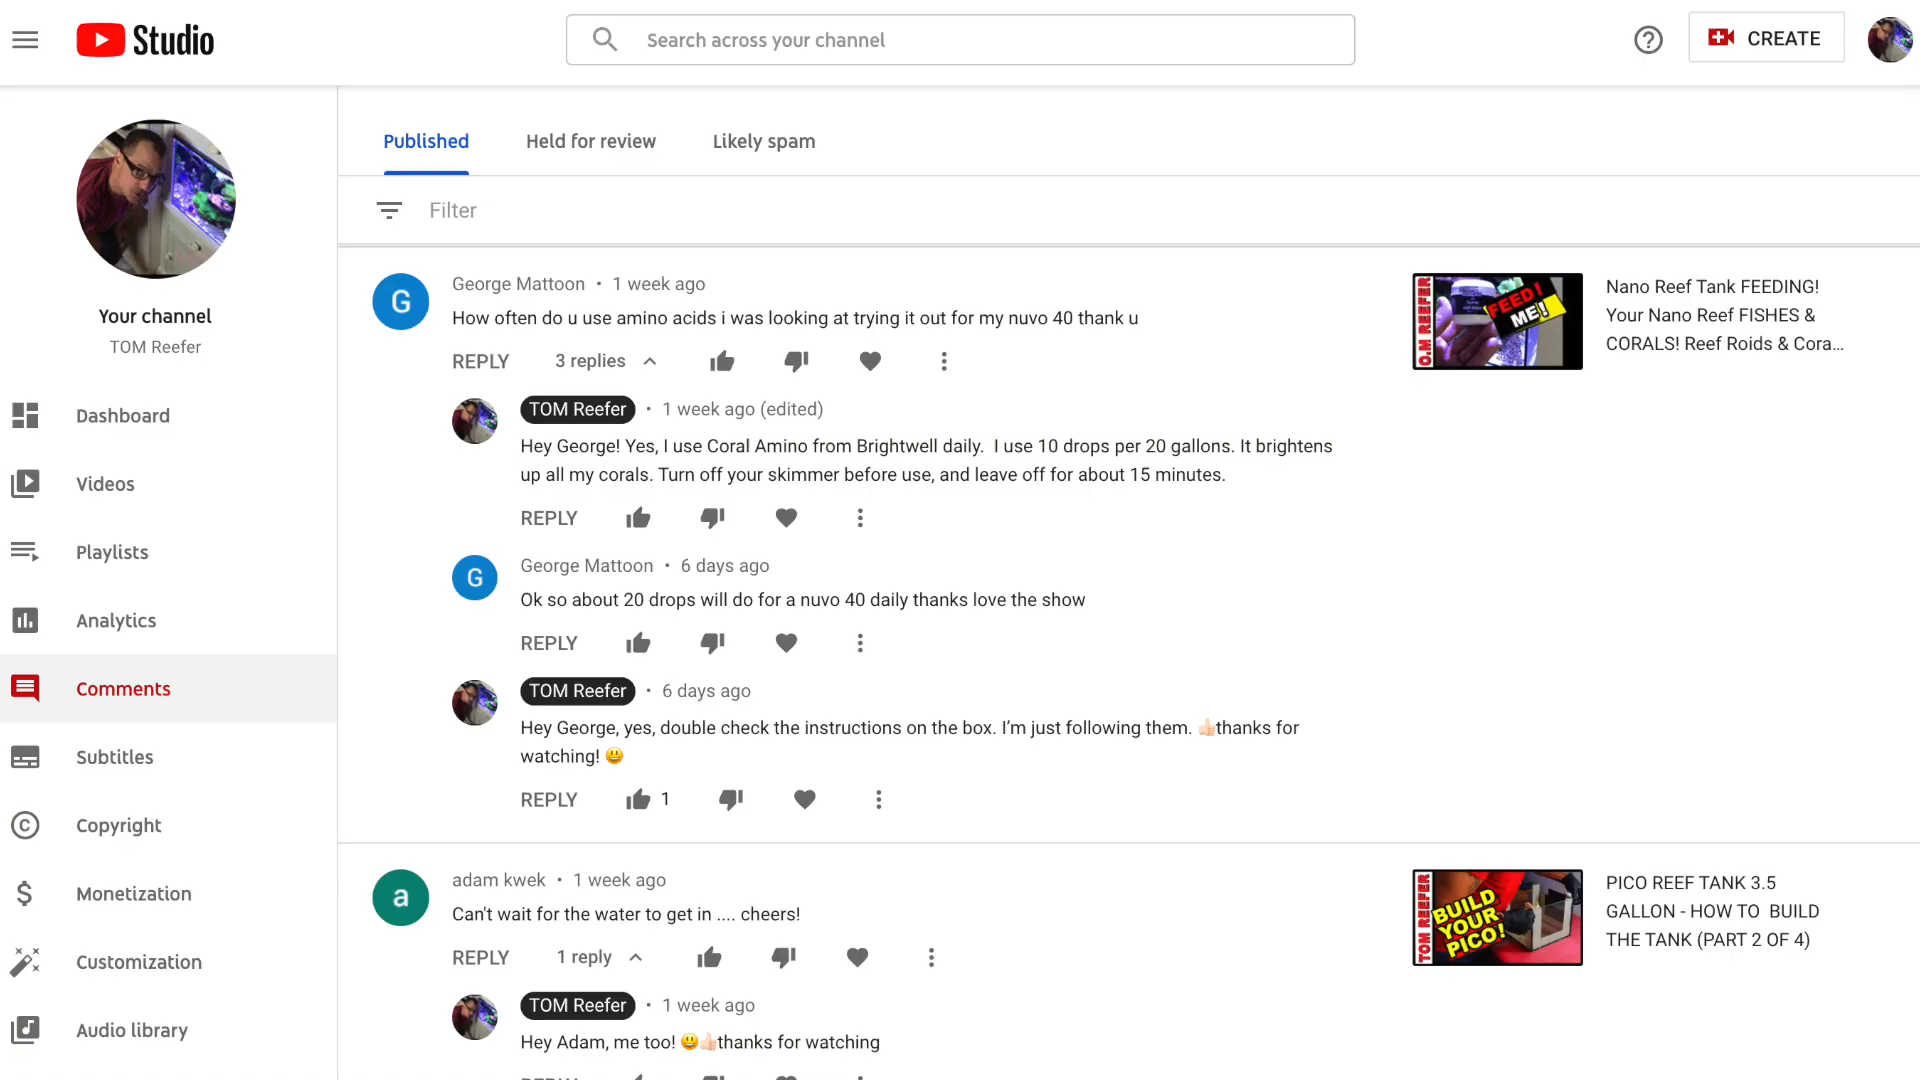 Studio
Search across your channel
CREATE
Your channel
TOM Reefer
Dashboard
Videos
Playlists
Analytics
Comments
Subtitles
Copyright
Monetization
Customization
Audio library
Published
Held for review
Likely spam
Filter
G
George Mattoon • 1 week ago
How often do u use amino acids i was looking at trying it out for my nuvo 40 thank u
REPLY 3 replies
O.M REEFER
FEED!
ME!
Nano Reef Tank FEEDING!
Your Nano Reef FISHES &
CORALS! Reef Roids & Cora...
TOM Reefer • 1 week ago (edited)
Hey George! Yes, I use Coral Amino from Brightwell daily.  I use 10 drops per 20 gallons. It brightens
up all my corals. Turn off your skimmer before use, and leave off for about 15 minutes.
REPLY
G
George Mattoon • 6 days ago
Ok so about 20 drops will do for a nuvo 40 daily thanks love the show
REPLY
TOM Reefer • 6 days ago
Hey George, yes, double check the instructions on the box. I’m just following them. 👍🏻thanks for
watching! 😃
REPLY 1
a
adam kwek • 1 week ago
Can't wait for the water to get in .... cheers!
REPLY 1 reply
TOM REEFER
BUILD
YOUR
PICO!
PICO REEF TANK 3.5
GALLON - HOW TO  BUILD
THE TANK (PART 2 OF 4)
TOM Reefer • 1 week ago
Hey Adam, me too! 😃👍🏻thanks for watching
REPLY